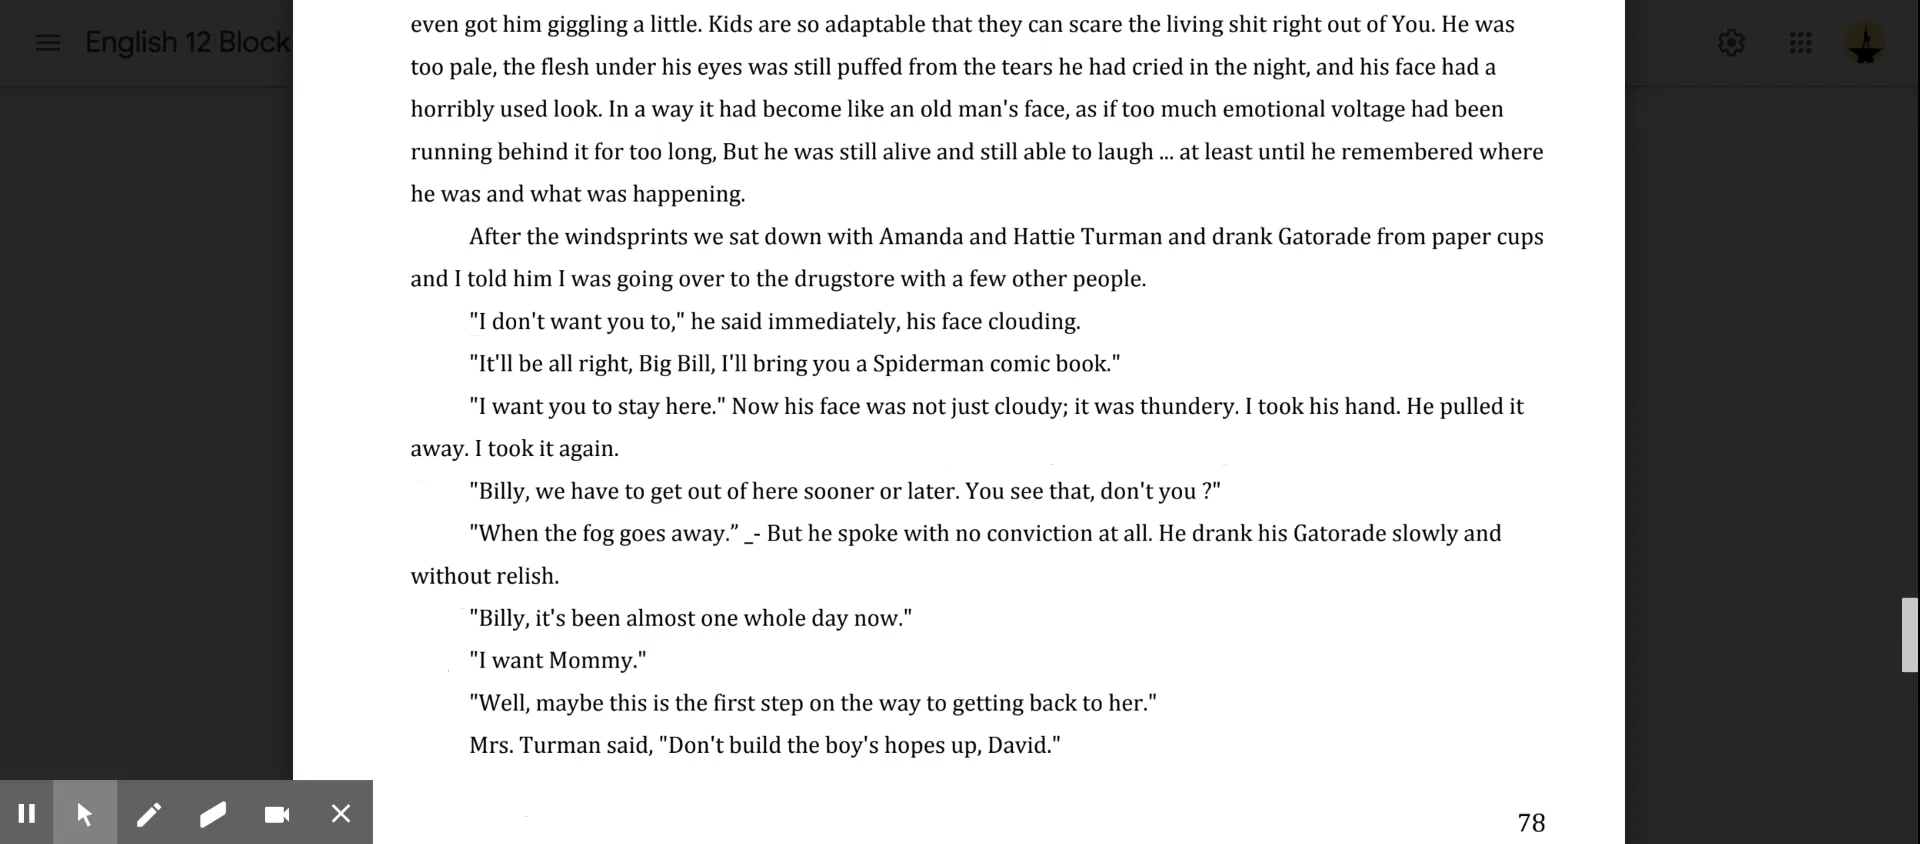 English 12 Block
even got him giggling a little. Kids are so adaptable that they can scare the living shit right out of You. He was
too pale, the flesh under his eyes was still puffed from the tears he had cried in the night, and his face had a
horribly used look. In a way it had become like an old man's face, as if too much emotional voltage had been
running behind it for too long, But he was still alive and still able to laugh ... at least until he remembered where
he was and what was happening.
After the windsprints we sat down with Amanda and Hattie Turman and drank Gatorade from paper cups
and I told him I was going over to the drugstore with a few other people.
"I don't want you to," he said immediately, his face clouding.
"It'll be all right, Big Bill, I'll bring you a Spiderman comic book."
"I want you to stay here." Now his face was not just cloudy; it was thundery. I took his hand. He pulled it
away. I took it again.
"Billy, we have to get out of here sooner or later. You see that, don't you ?"
"When the fog goes away.” _- But he spoke with no conviction at all. He drank his Gatorade slowly and
without relish.
"Billy, it's been almost one whole day now."
"I want Mommy."
"Well, maybe this is the first step on the way to getting back to her."
Mrs. Turman said, "Don't build the boy's hopes up, David."
78